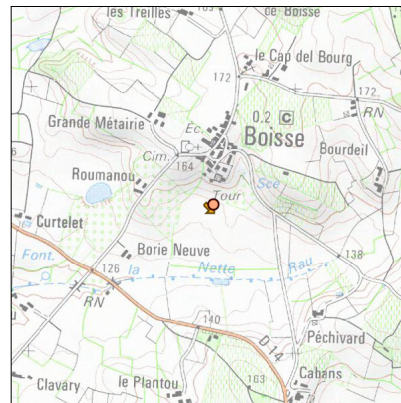 les Treilles
163
de Boisse
le Cap del Bourg
172
172
RN
Grande Métairie
Éc.
0.2 C
Boisse
Bourdeil
Cim.
164
Roumanou
Sce
Tour
Curtelet
Borie Neuve
138
Font.
la Nette Rau
126
RN
140
D 14
Péchivard
Clavary
le Plantou
163
Cabans